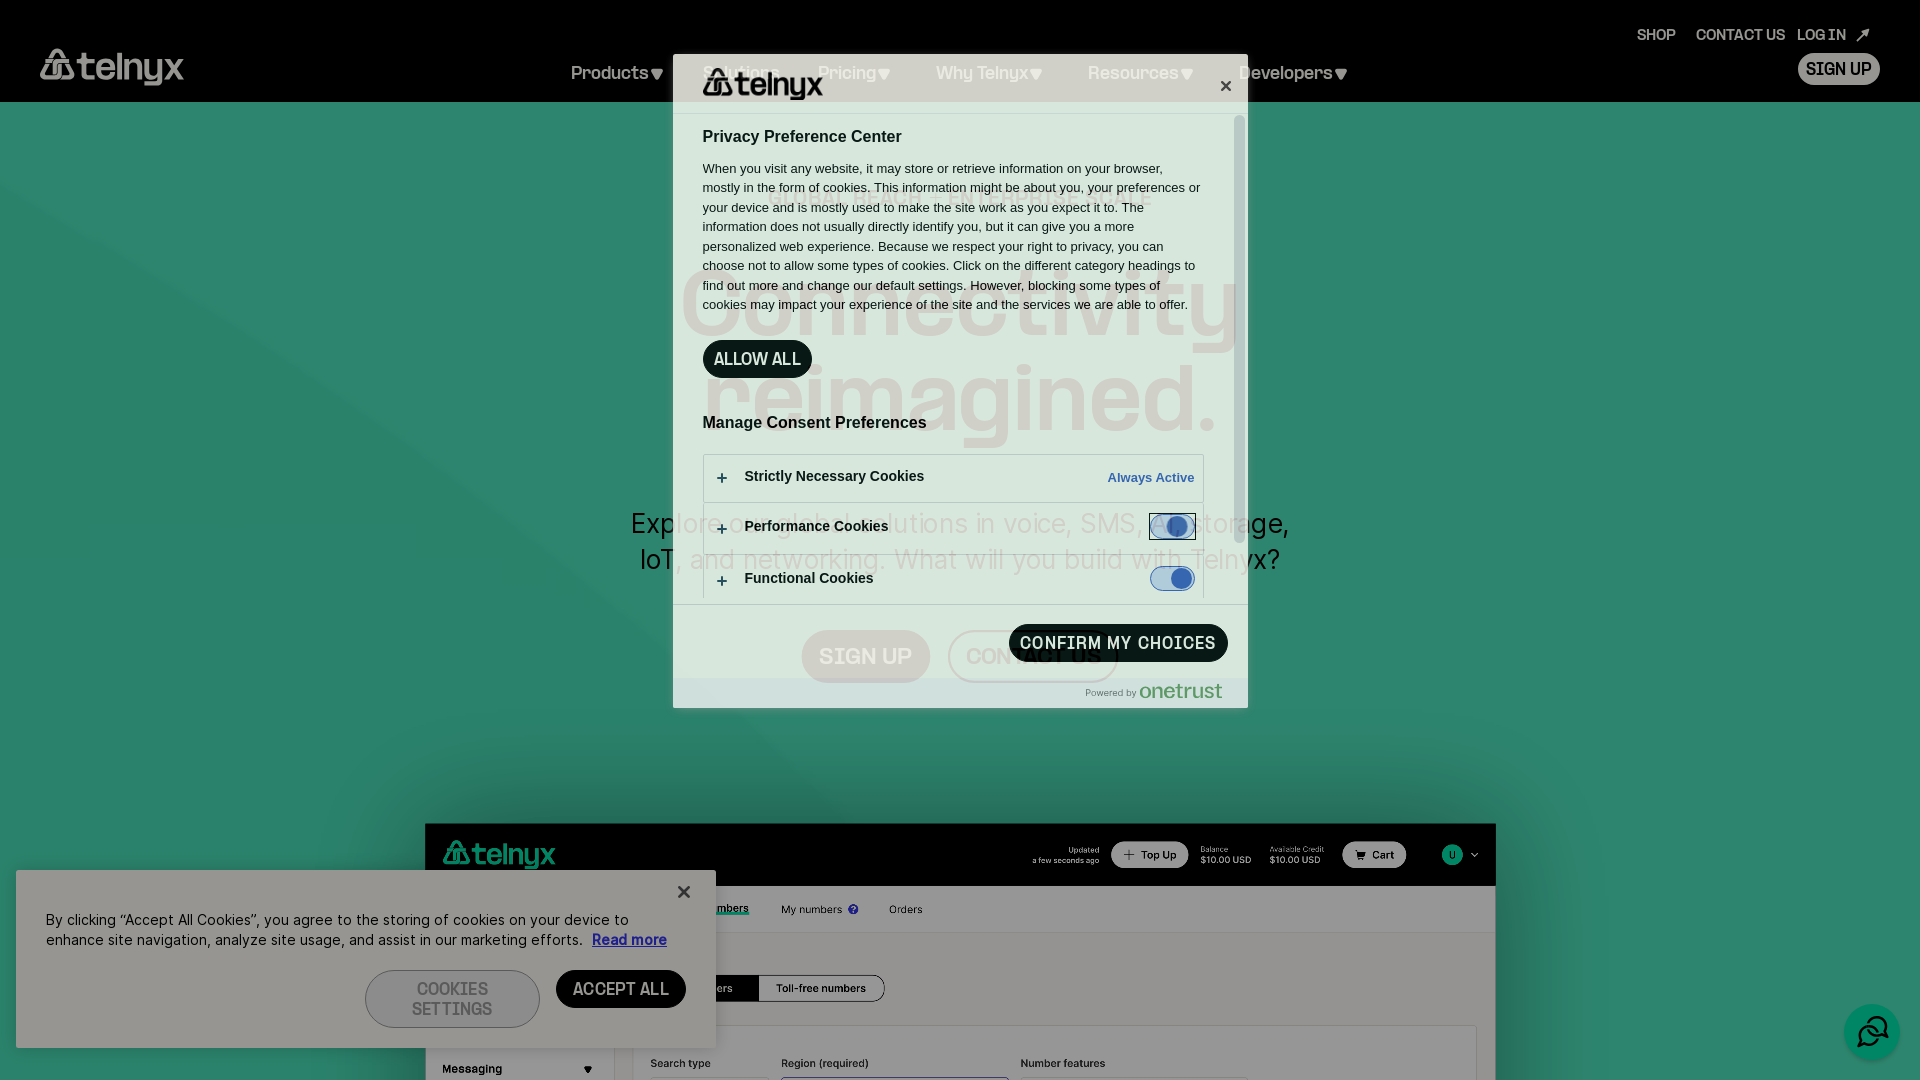 SHOP CONTACT US LOG IN
telnyx
Products Solutions Pricing Why Telnyx Resources Developers
SIGN UP
telnyx
Privacy Preference Center
When you visit any website, it may store or retrieve information on your browser,
mostly in the form of cookies. This information might be about you, your preferences or
your device and is mostly used to make the site work as you expect it to. The
information does not usually directly identify you, but it can give you a more
personalized web experience. Because we respect your right to privacy, you can
choose not to allow some types of cookies. Click on the different category headings to
find out more and change our default settings. However, blocking some types of
cookies may impact your experience of the site and the services we are able to offer.
GLOBAL REACH + ENTERPRISE SCALE
Connectivity
reimagined.
ALLOW ALL
Manage Consent Preferences
Strictly Necessary Cookies Always Active
Performance Cookies
Functional Cookies
Explore our global solutions in voice, SMS, AI, storage,
IoT, and networking. What will you build with Telnyx?
SIGN UP CONTACT US
CONFIRM MY CHOICES
Powered by onetrust
telnyx
Updated
a few seconds ago
Top Up
Balance
$10.00 USD
Available Credit
$10.00 USD
Cart
U
mbers My numbers ? Orders
ers Toll-free numbers
Search type Region (required) Number features
Messaging
By clicking “Accept All Cookies”, you agree to the storing of cookies on your device to
enhance site navigation, analyze site usage, and assist in our marketing efforts. Read more
COOKIES
SETTINGS
ACCEPT ALL